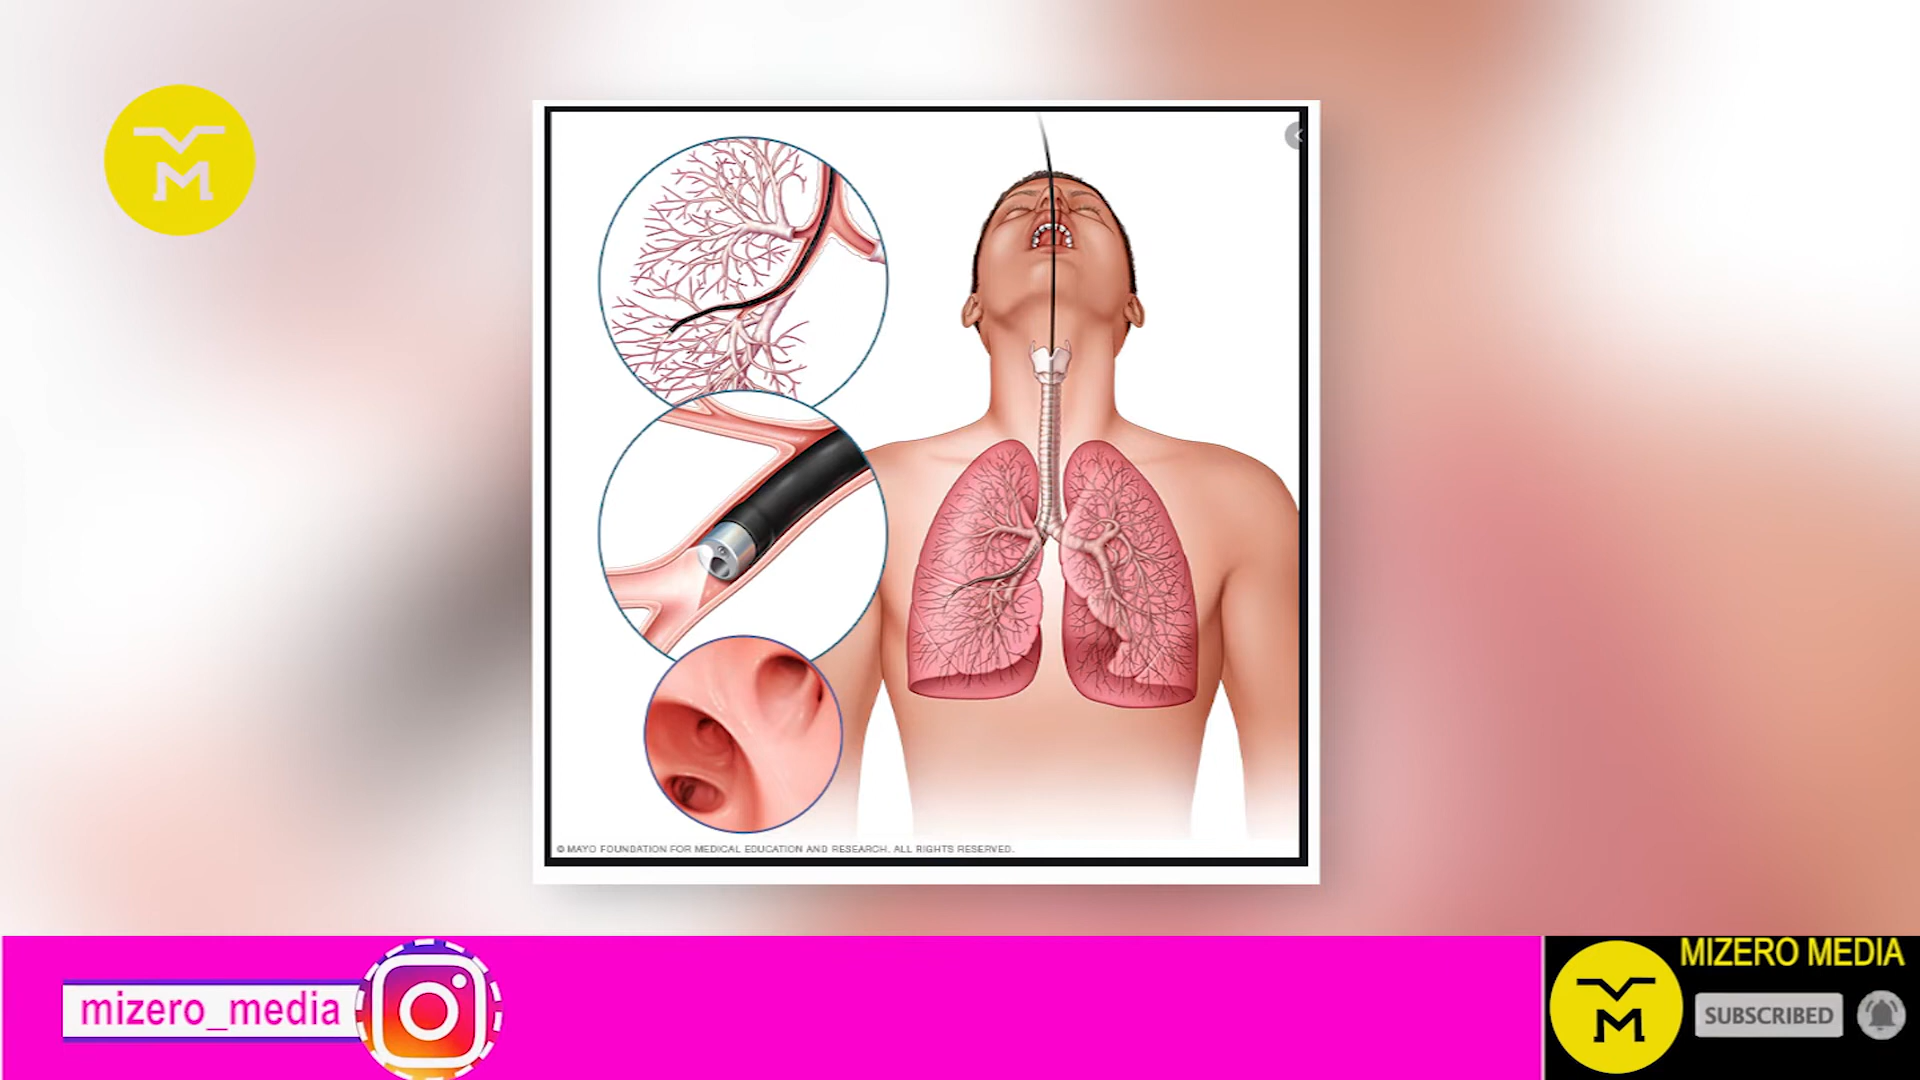 © MAYO FOUNDATION FOR MEDICAL EDUCATION AND RESEARCH. ALL RIGHTS RESERVED.
mizero_media
MIZERO MEDIA
SUBSCRIBED